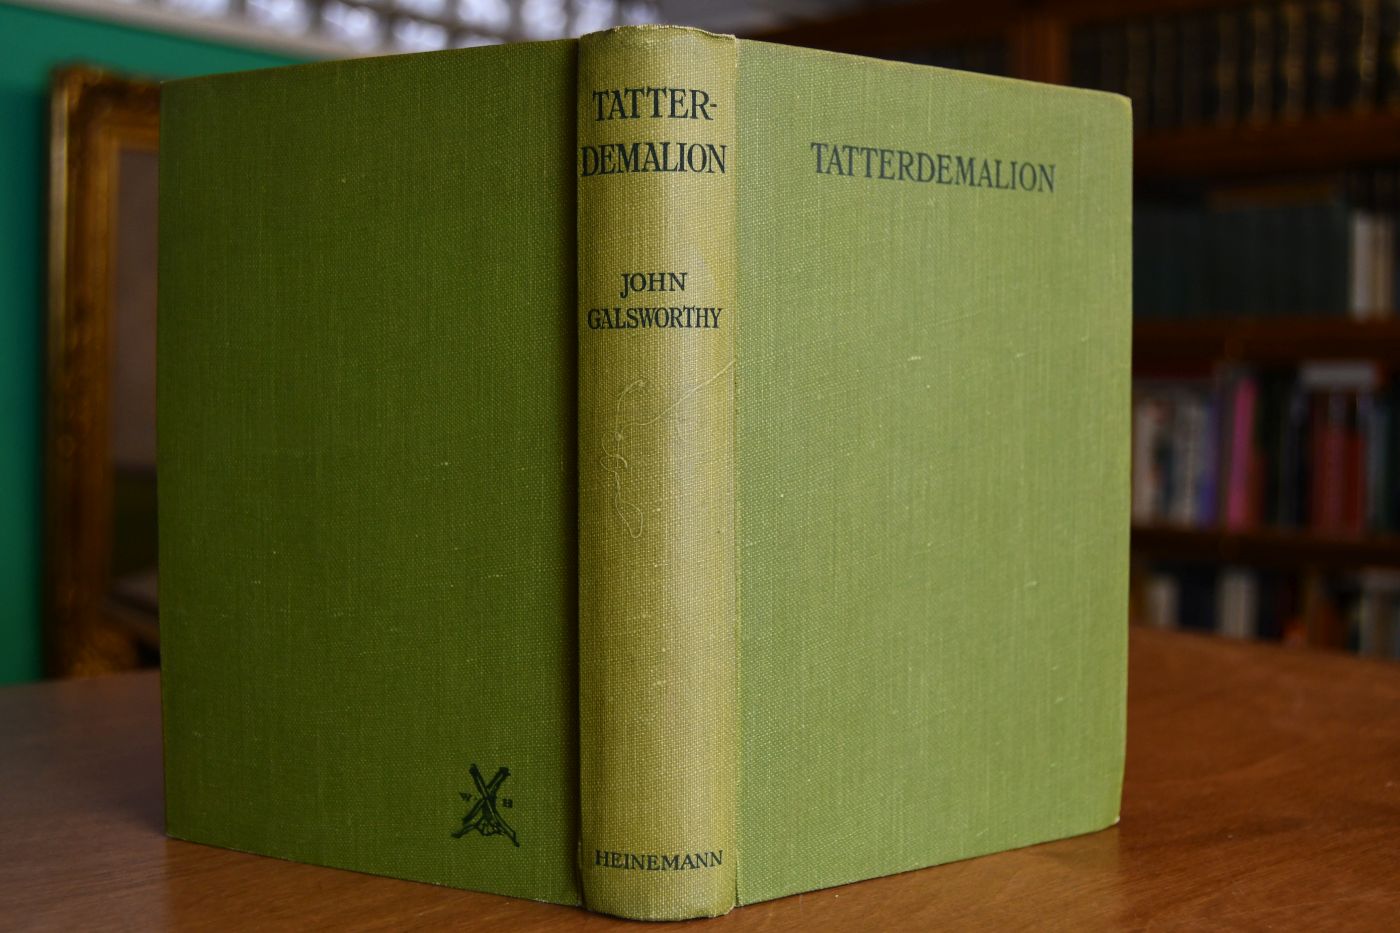 TATTER-
DEMALION
JOHN
GALSWORTHY
HEINEMANN
TATTERDEMALION
W H